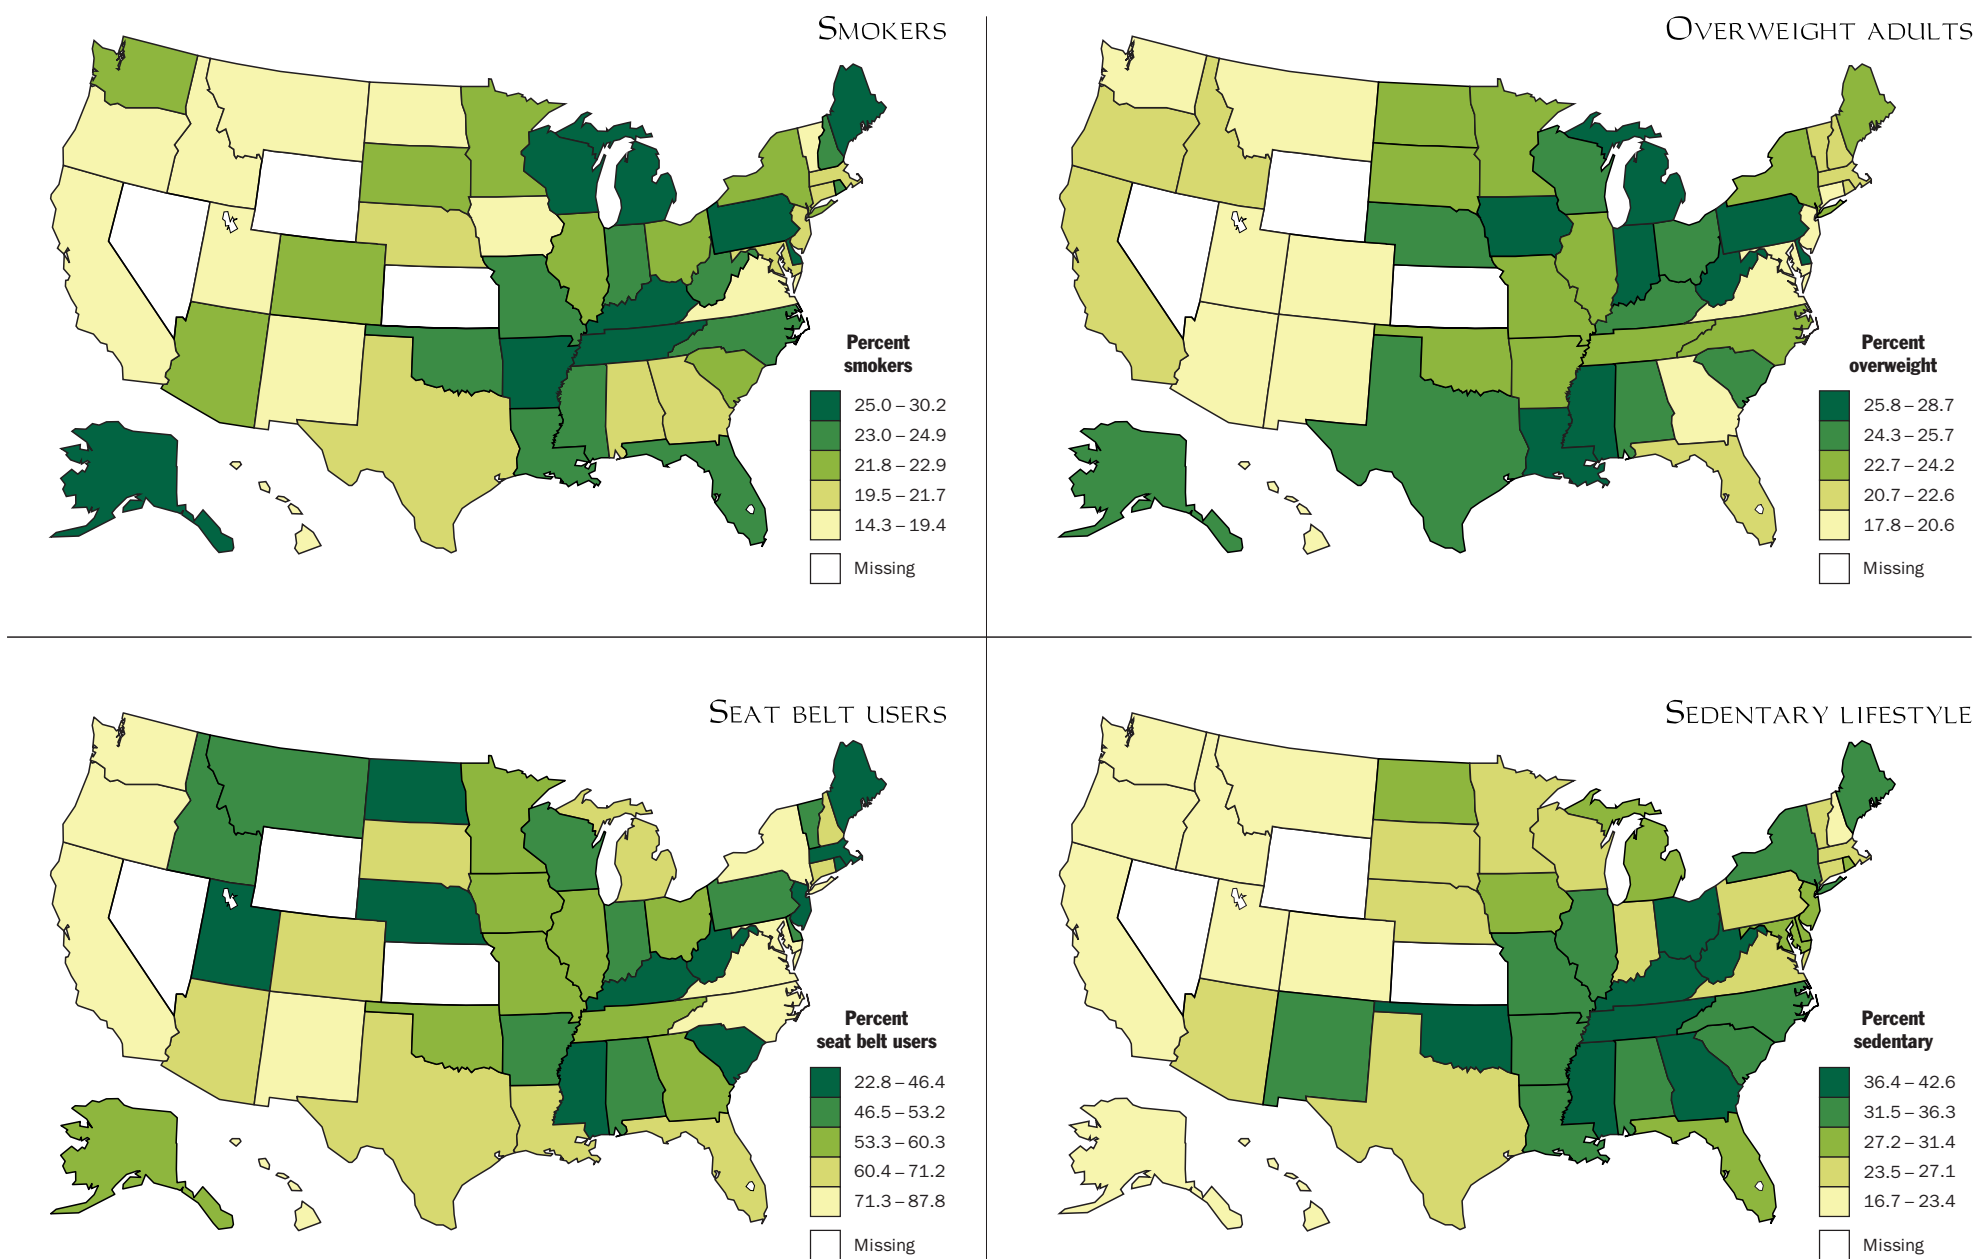 SMOKERS
Percent
smokers
25.0 – 30.2
23.0 – 24.9
21.8 – 22.9
19.5 – 21.7
14.3 – 19.4
Missing
OVERWEIGHT ADULTS
Percent
overweight
25.8 – 28.7
24.3 – 25.7
22.7 – 24.2
20.7 – 22.6
17.8 – 20.6
Missing
SEAT BELT USERS
Percent
seat belt users
22.8 – 46.4
46.5 – 53.2
53.3 – 60.3
60.4 – 71.2
71.3 – 87.8
Missing
SEDENTARY LIFESTYLE
Percent
sedentary
36.4 – 42.6
31.5 – 36.3
27.2 – 31.4
23.5 – 27.1
16.7 – 23.4
Missing